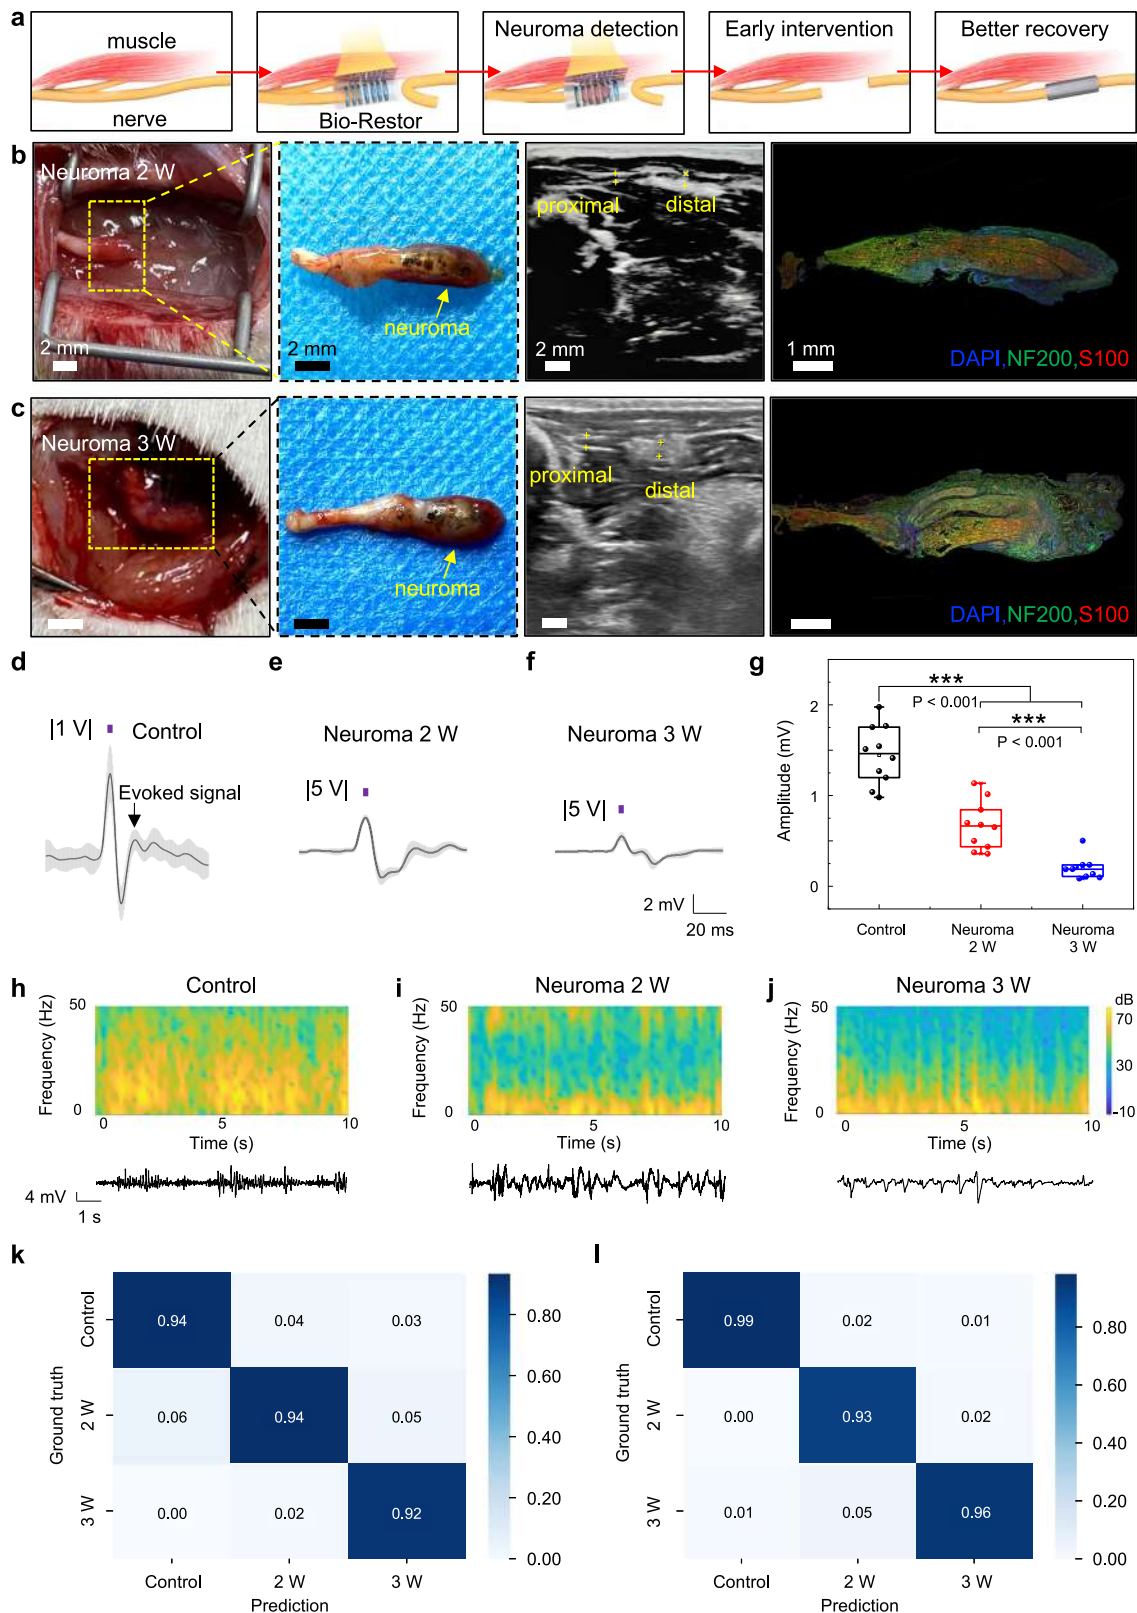 a
muscle
nerve
Bio-Restor
Neuroma detection
Early intervention
Better recovery
b
Neuroma 2 W
2 mm
neuroma
2 mm
proximal
distal
2 mm
1 mm
DAPI,NF200,S100
c
Neuroma 3 W
neuroma
proximal
distal
DAPI,NF200,S100
d
|1 V|
Control
Evoked signal
e
Neuroma 2 W
|5 V|
f
Neuroma 3 W
|5 V|
2 mV
20 ms
g
***
P < 0.001
***
P < 0.001
Amplitude (mV)
2
1
0
Control
Neuroma
2 W
Neuroma
3 W
h
Control
Frequency (Hz)
50
0
0
5
10
Time (s)
4 mV
1 s
i
Neuroma 2 W
Frequency (Hz)
50
0
0
5
10
Time (s)
j
Neuroma 3 W
Frequency (Hz)
50
0
0
5
10
Time (s)
dB
70
-10
k
Ground truth
Control
2 W
3 W
0.94
0.04
0.03
0.06
0.94
0.05
0.00
0.02
0.92
Control
2 W
3 W
Prediction
0.80
0.60
0.40
0.20
0.00
l
Ground truth
Control
2 W
3 W
0.99
0.02
0.01
0.00
0.93
0.02
0.01
0.05
0.96
Control
2 W
3 W
Prediction
0.80
0.60
0.40
0.20
0.00